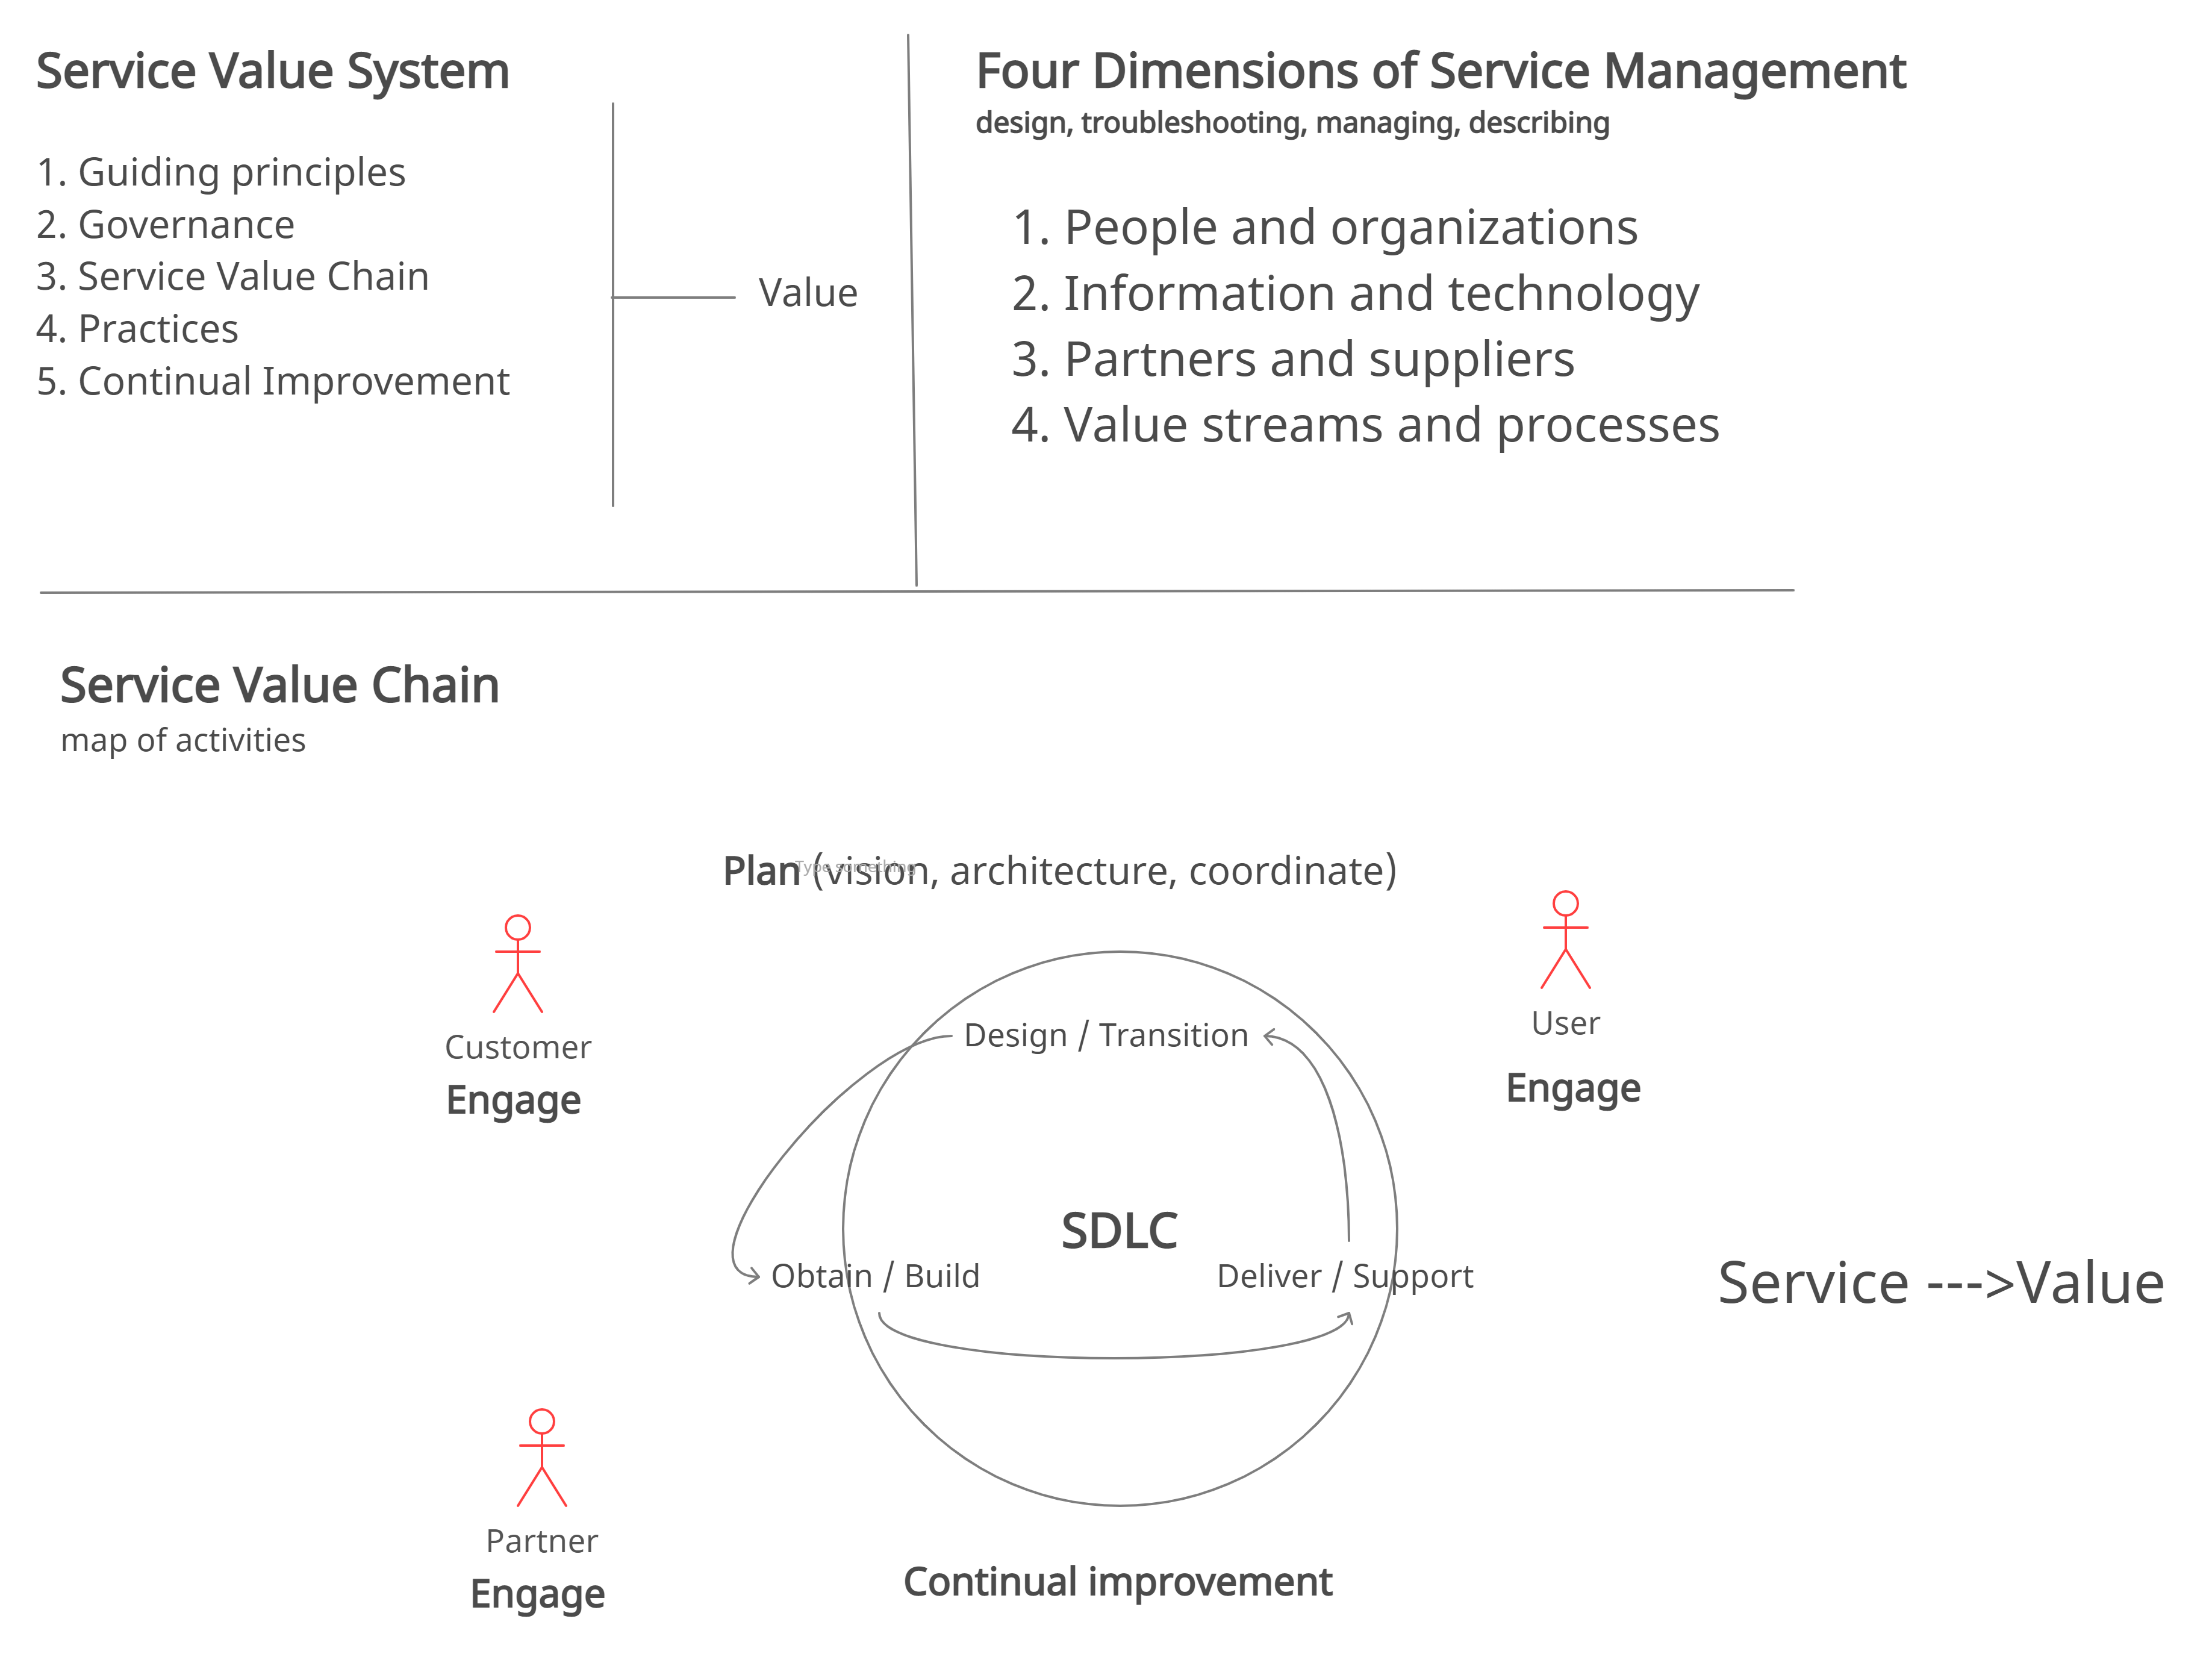 Service Value System
1. Guiding principles
2. Governance
3. Service Value Chain
4. Practices
5. Continual Improvement
Value
Four Dimensions of Service Management
design, troubleshooting, managing, describing
1. People and organizations
2. Information and technology
3. Partners and suppliers
4. Value streams and processes
Service Value Chain
map of activities
Plan (vision, architecture, coordinate)
Type something
Customer
Engage
User
Engage
Design / Transition
SDLC
Obtain / Build
Deliver / Support
Service --->Value
Partner
Engage
Continual improvement